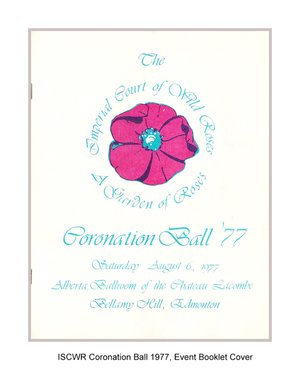 The
Imperial Court of Wild Roses
A Garden of Roses
Coronation Ball '77
Saturday August 6, 1977
Alberta Ballroom of the Chateau Lacombe
Bellamy Hill, Edmonton
ISCWR Coronation Ball 1977, Event Booklet Cover